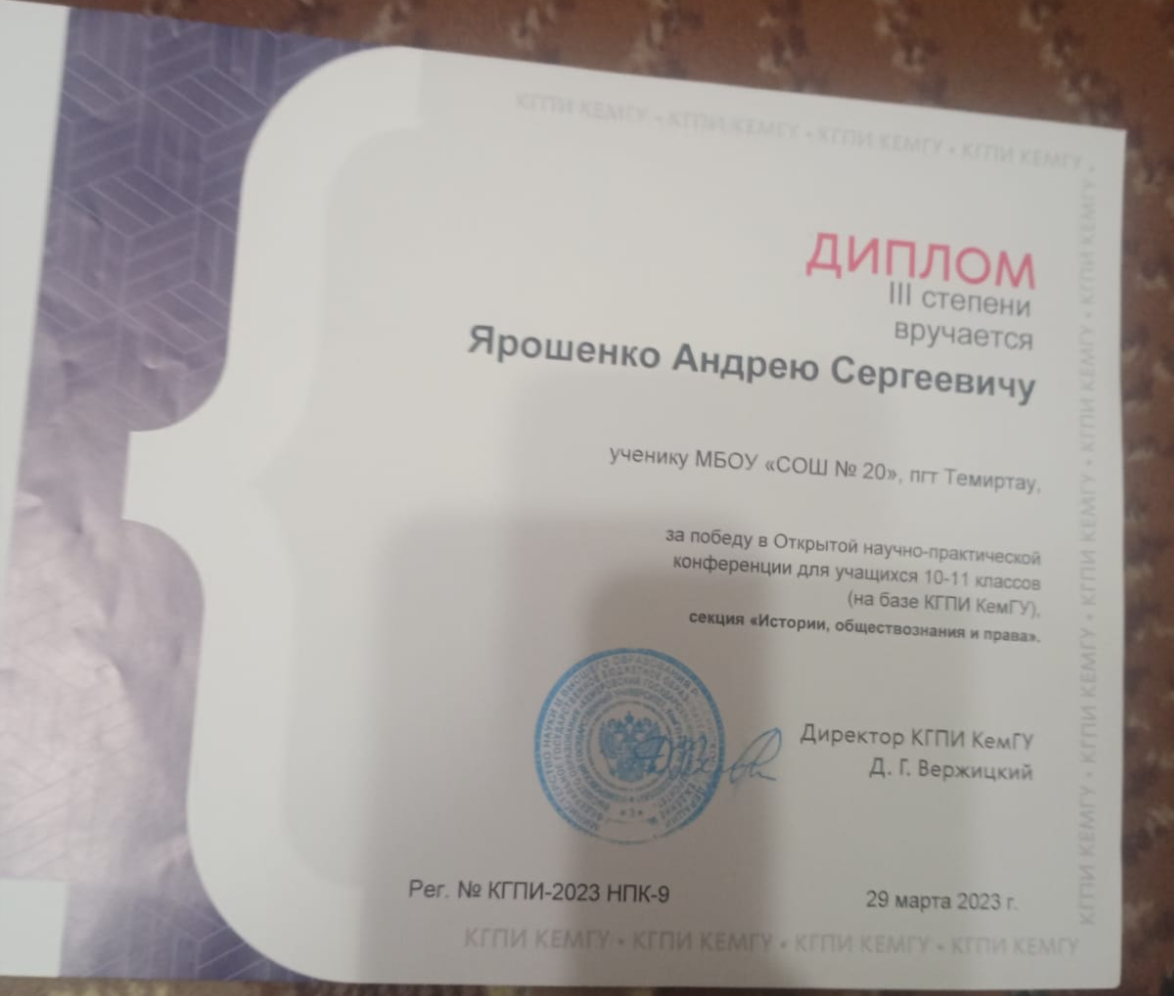 КГПИ КЕМГУ • КГПИ КЕМГУ • КГПИ КЕМГУ • КГПИ КЕМГУ •
ДИПЛОМ
III степени
вручается
Ярошенко Андрею Сергеевичу
ученику МБОУ «СОШ № 20», пгт Темиртау,
за победу в Открытой научно-практической
конференции для учащихся 10-11 классов
(на базе КГПИ КемГУ),
секция «Истории, обществознания и права».
Директор КГПИ КемГУ
Д. Г. Вержицкий
Рег. № КГПИ-2023 НПК-9
29 марта 2023 г.
КГПИ КЕМГУ • КГПИ КЕМГУ • КГПИ КЕМГУ • КГПИ КЕМГУ
КГПИ КЕМГУ • КГПИ КЕМГУ • КГПИ КЕМГУ • КГПИ КЕМГУ • КГПИ КЕМГУ